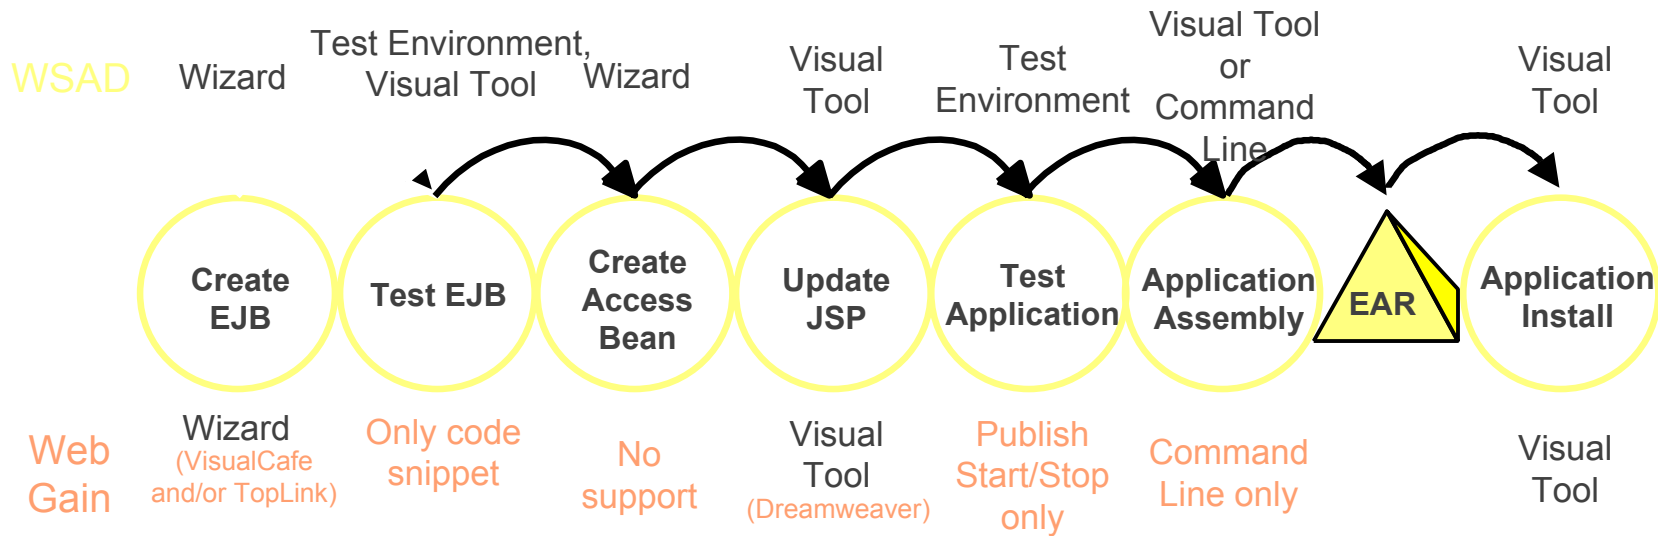 WSAD
Wizard
Test Environment,
Visual Tool
Wizard
Visual
Tool
Test
Environment
Visual Tool
or
Command
Line
Visual
Tool
Create
EJB
Test EJB
Create
Access
Bean
Update
JSP
Test
Application
Application
Assembly
EAR
Application
Install
Web
Gain
Wizard
(VisualCafe
and/or TopLink)
Only code
snippet
No
support
Visual
Tool
(Dreamweaver)
Publish
Start/Stop
only
Command
Line only
Visual
Tool